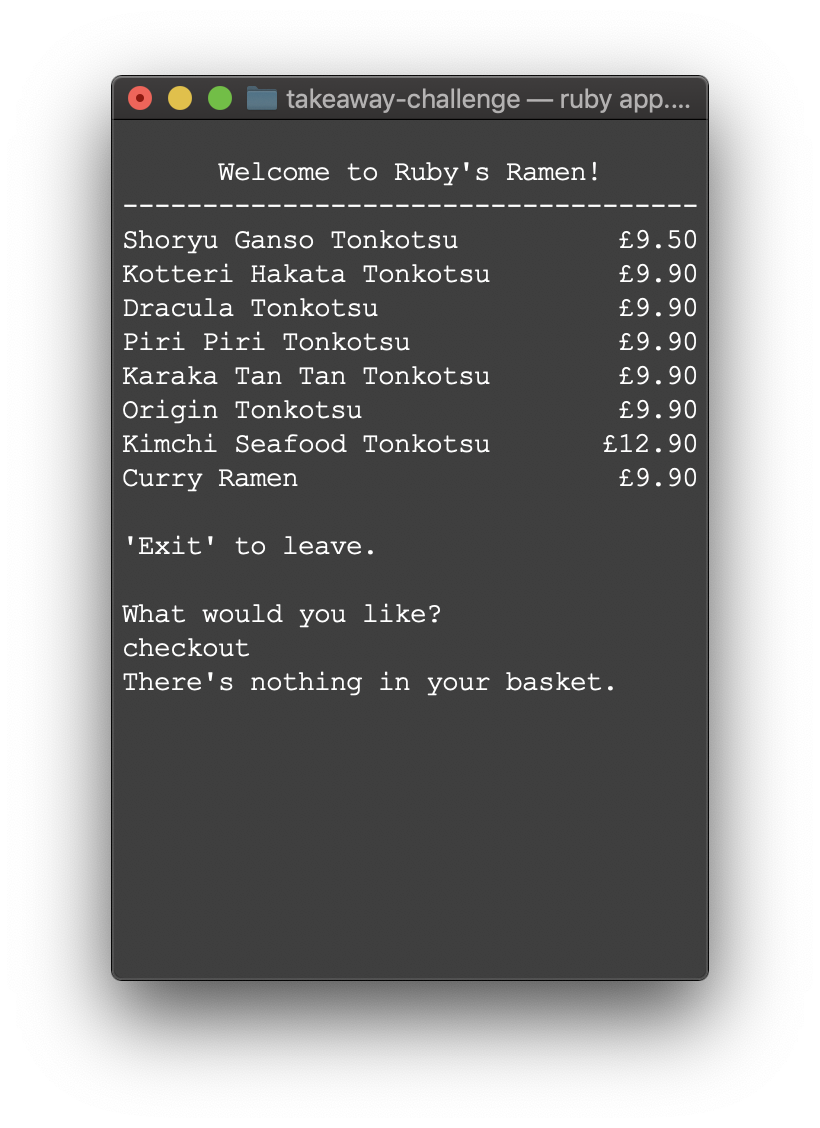 takeaway-challenge — ruby app....
Welcome to Ruby's Ramen!
------------------------------------
Shoryu Ganso Tonkotsu £9.50
Kotteri Hakata Tonkotsu £9.90
Dracula Tonkotsu £9.90
Piri Piri Tonkotsu £9.90
Karaka Tan Tan Tonkotsu £9.90
Origin Tonkotsu £9.90
Kimchi Seafood Tonkotsu £12.90
Curry Ramen £9.90
'Exit' to leave.
What would you like?
checkout
There's nothing in your basket.